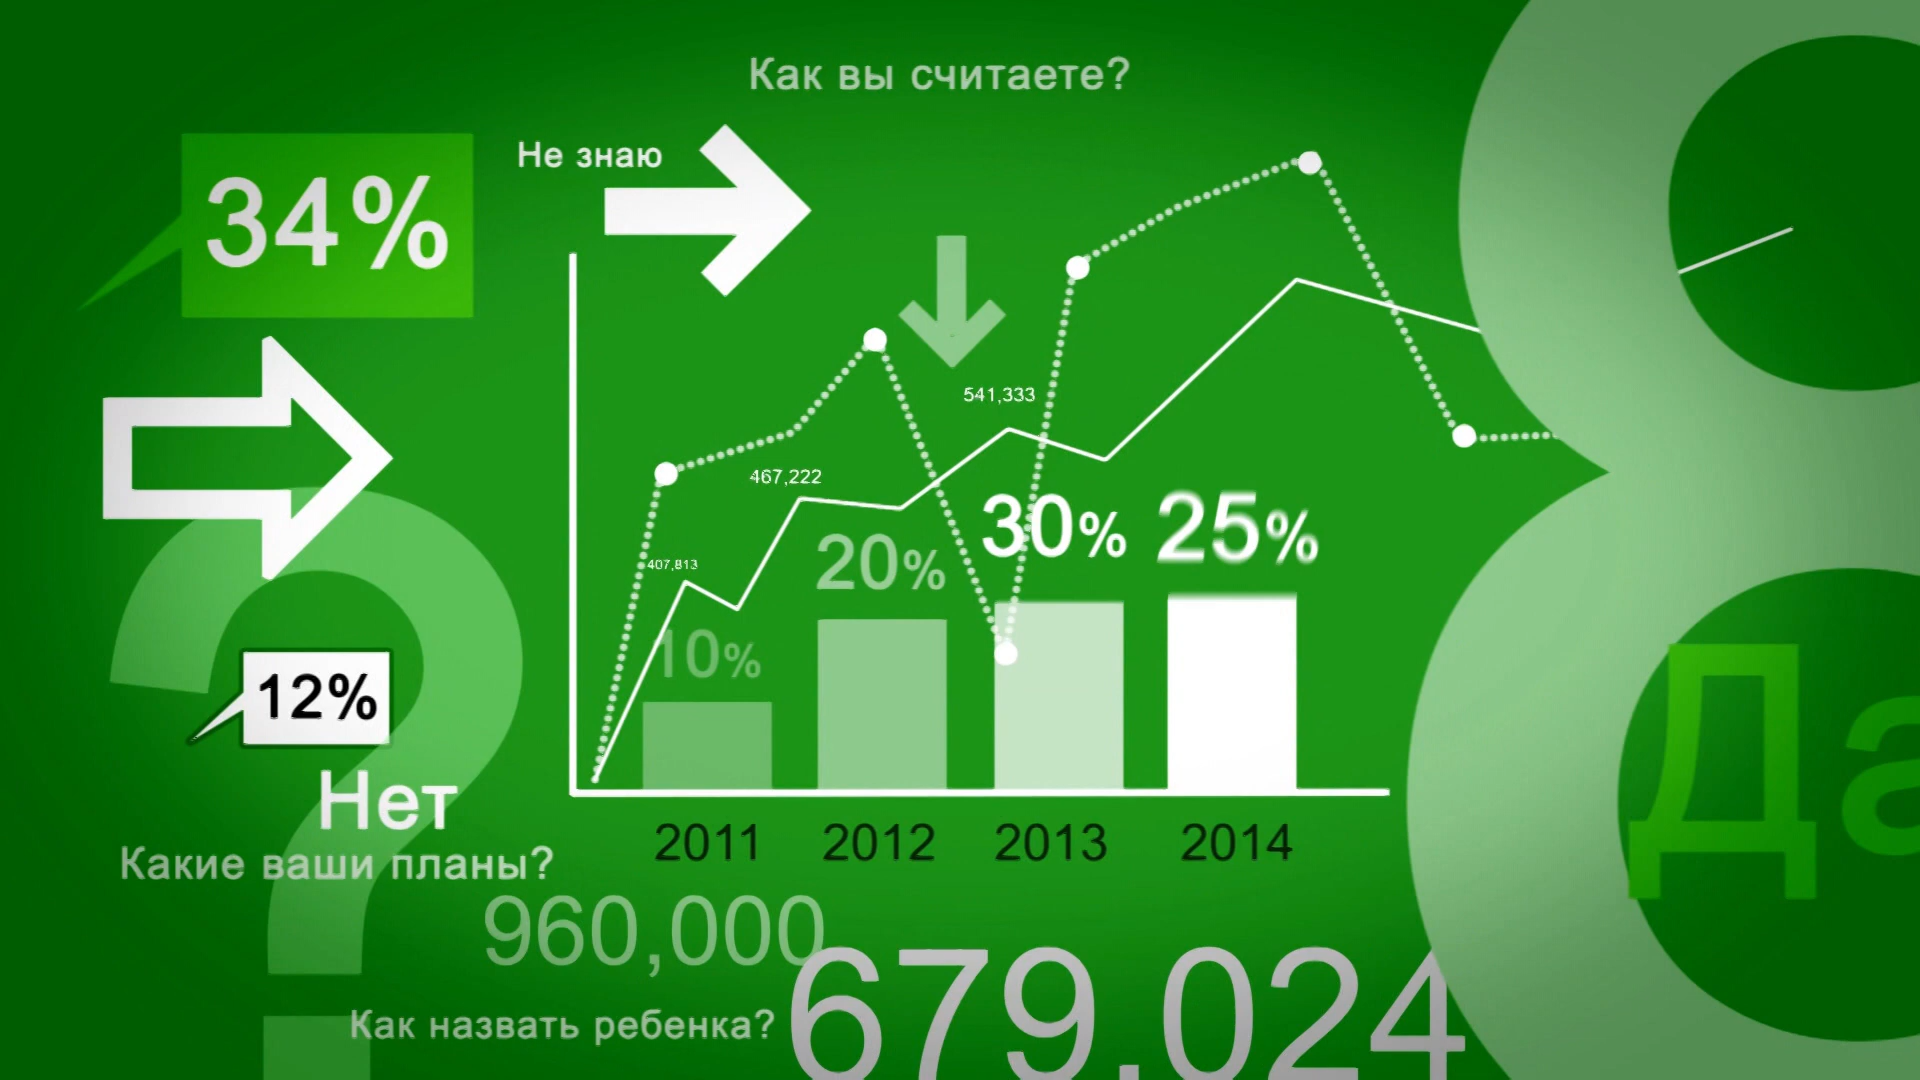 Как вы считаете?
34%
Не знаю
8
541,333
467,222
30% 25%
20%
407,813
10%
12%
Да
Нет
2011 2012 2013 2014
Какие ваши планы?
960,000
679.024
Как назвать ребенка?
?